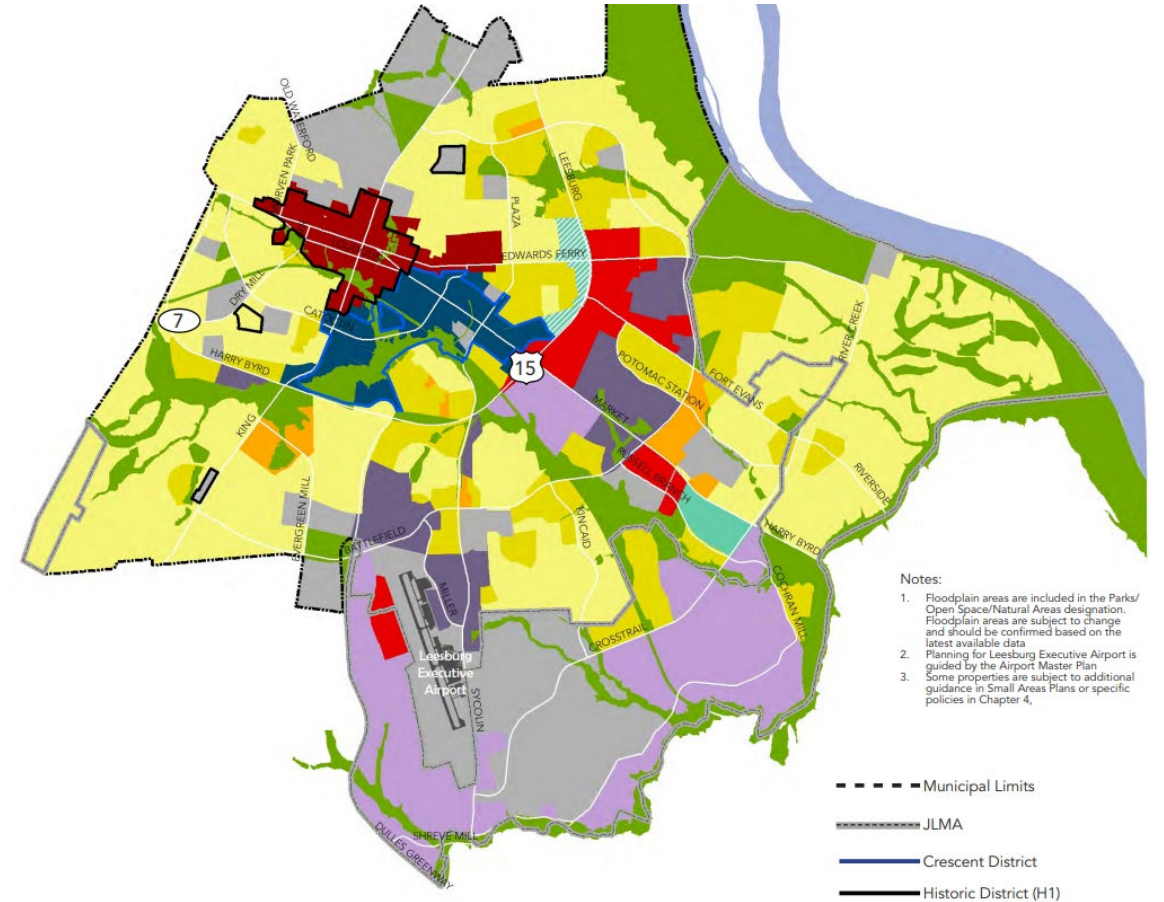 OLD WATERFORD
MORVEN PARK
LEESBURG
PLAZA
EDWARDS FERRY
DRY MILL
CATOCTIN
7
HARRY BYRD
15
POTOMAC STATION
FORT EVANS
RIVER CREEK
MARKET
KING
RUSSELL BRANCH
RIVERSIDE
EVERGREEN MILL
BATTLEFIELD
KINCAID
HARRY BYRD
COCHRAN MILL
MILLER
CROSSTRAIL
Leesburg
Executive
Airport
SYCOLIN
SHREVE MILL
DULLES GREENWAY
Notes:
1. Floodplain areas are included in the Parks/
Open Space/Natural Areas designation.
Floodplain areas are subject to change
and should be confirmed based on the
latest available data
2. Planning for Leesburg Executive Airport is
guided by the Airport Master Plan
3. Some properties are subject to additional
guidance in Small Areas Plans or specific
policies in Chapter 4,
Municipal Limits
JLMA
Crescent District
Historic District (H1)